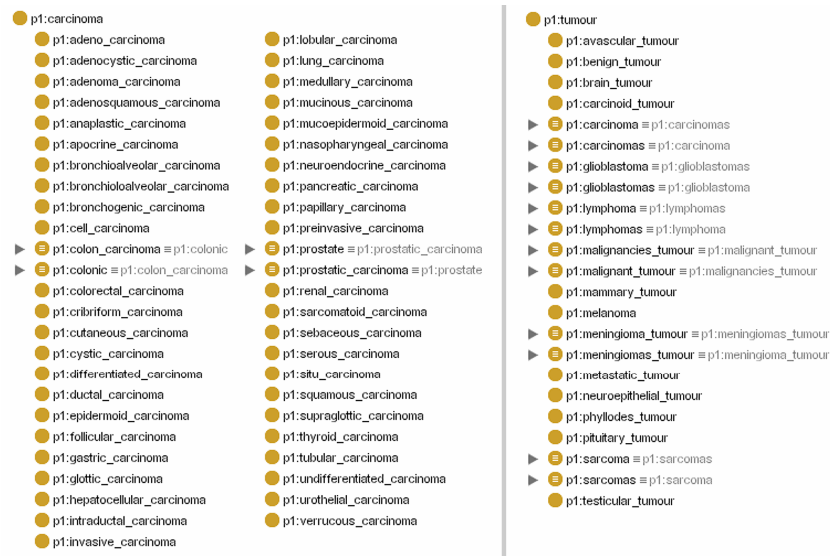 p1:carcinoma
p1:adeno_carcinoma
p1:adenocystic_carcinoma
p1:adenoma_carcinoma
p1:adenosquamous_carcinoma
p1:anaplastic_carcinoma
p1:apocrine_carcinoma
p1:bronchioalveolar_carcinoma
p1:bronchioloalveolar_carcinoma
p1:bronchogenic_carcinoma
p1:cell_carcinoma
p1:colon_carcinoma ≡ p1:colonic
p1:colonic ≡ p1:colon_carcinoma
p1:colorectal_carcinoma
p1:cribriform_carcinoma
p1:cutaneous_carcinoma
p1:cystic_carcinoma
p1:differentiated_carcinoma
p1:ductal_carcinoma
p1:epidermoid_carcinoma
p1:follicular_carcinoma
p1:gastric_carcinoma
p1:glottic_carcinoma
p1:hepatocellular_carcinoma
p1:intraductal_carcinoma
p1:invasive_carcinoma
p1:lobular_carcinoma
p1:lung_carcinoma
p1:medullary_carcinoma
p1:mucinous_carcinoma
p1:mucoepidermoid_carcinoma
p1:nasopharyngeal_carcinoma
p1:neuroendocrine_carcinoma
p1:pancreatic_carcinoma
p1:papillary_carcinoma
p1:preinvasive_carcinoma
p1:prostate ≡ p1:prostatic_carcinoma
p1:prostatic_carcinoma ≡ p1:prostate
p1:renal_carcinoma
p1:sarcomatoid_carcinoma
p1:sebaceous_carcinoma
p1:serous_carcinoma
p1:situ_carcinoma
p1:squamous_carcinoma
p1:supraglottic_carcinoma
p1:thyroid_carcinoma
p1:tubular_carcinoma
p1:undifferentiated_carcinoma
p1:urothelial_carcinoma
p1:verrucous_carcinoma
p1:tumour
p1:avascular_tumour
p1:benign_tumour
p1:brain_tumour
p1:carcinoid_tumour
p1:carcinoma ≡ p1:carcinomas
p1:carcinomas ≡ p1:carcinoma
p1:glioblastoma ≡ p1:glioblastomas
p1:glioblastomas ≡ p1:glioblastoma
p1:lymphoma ≡ p1:lymphomas
p1:lymphomas ≡ p1:lymphoma
p1:malignancies_tumour ≡ p1:malignant_tumour
p1:malignant_tumour ≡ p1:malignancies_tumour
p1:mammary_tumour
p1:melanoma
p1:meningioma_tumour ≡ p1:meningiomas_tumour
p1:meningiomas_tumour ≡ p1:meningioma_tumour
p1:metastatic_tumour
p1:neuroepithelial_tumour
p1:phyllodes_tumour
p1:pituitary_tumour
p1:sarcoma ≡ p1:sarcomas
p1:sarcomas ≡ p1:sarcoma
p1:testicular_tumour